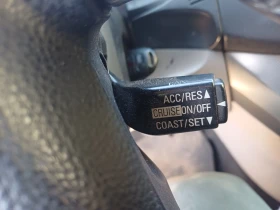 ACC/RES▲
CRUISE ON/OFF
COAST/SET▼